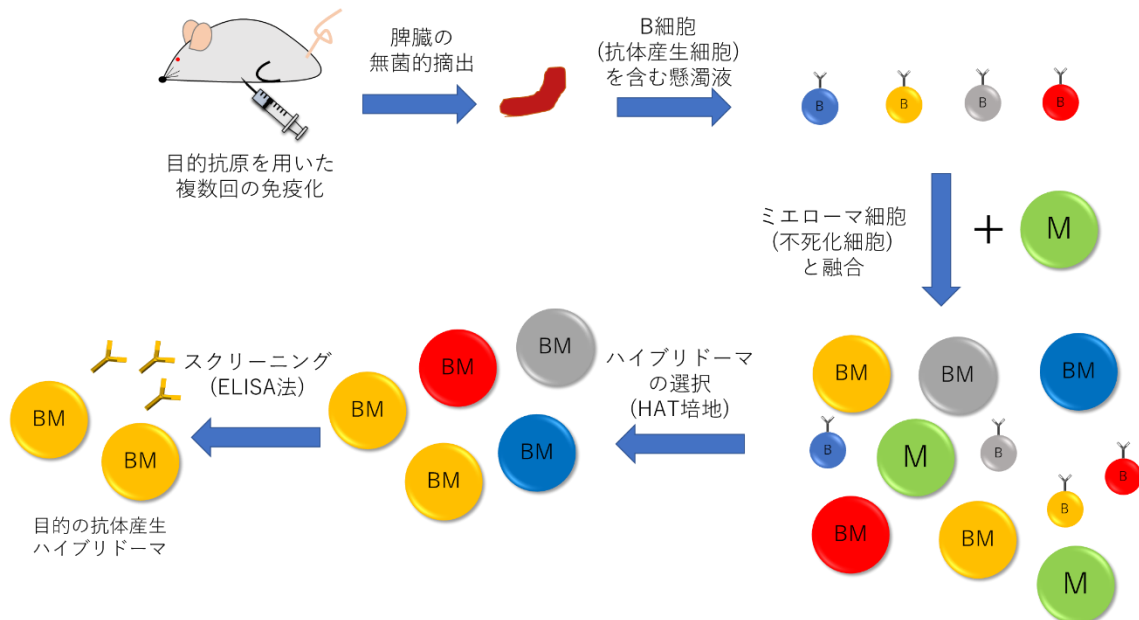 脾臓の
無菌的摘出
B細胞
(抗体産生細胞)
を含む懸濁液
B
B
B
B
目的抗原を用いた
複数回の免疫化
ミエローマ細胞
(不死化細胞)
と融合
+
M
BM
BM
BM
B
M
B
B
B
BM
BM
M
ハイブリドーマ
の選択
(HAT培地)
BM
BM
BM
BM
BM
スクリーニング
(ELISA法)
BM
BM
目的の抗体産生
ハイブリドーマ